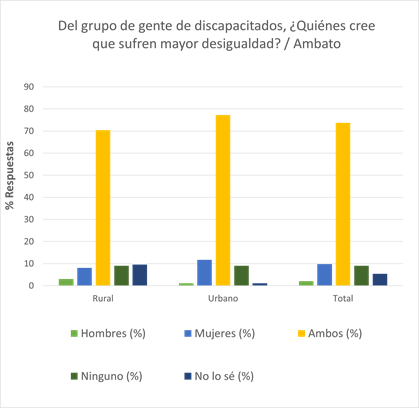 Del grupo de gente de discapacitados, ¿Quiénes cree
que sufren mayor desigualdad? / Ambato
% Respuestas
90
80
70
60
50
40
30
20
10
0
Rural Urbano Total
Hombres (%) Mujeres (%) Ambos (%)
Ninguno (%) No lo sé (%)